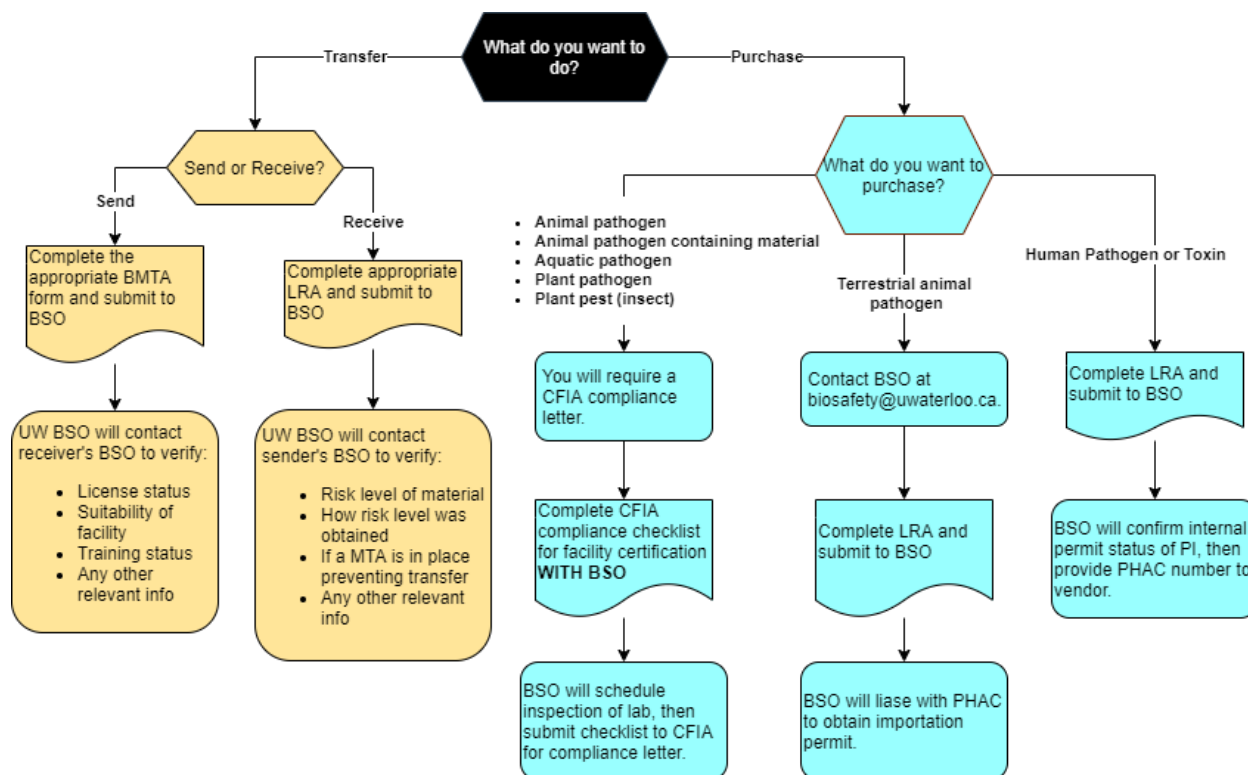 What do you want to
do?
Transfer
Purchase
Send or Receive?
What do you want to
purchase?
Send
Receive
• Animal pathogen
• Animal pathogen containing material
• Aquatic pathogen
• Plant pathogen
• Plant pest (insect)
Terrestrial animal
pathogen
Human Pathogen or Toxin
Complete the
appropriate BMTA
form and submit to
BSO
Complete appropriate
LRA and submit to
BSO
You will require a
CFIA compliance
letter.
Contact BSO at
biosafety@uwaterloo.ca.
Complete LRA and
submit to BSO
UW BSO will contact
receiver's BSO to verify:
• License status
• Suitability of
facility
• Training status
• Any other
relevant info
UW BSO will contact
sender's BSO to verify:
• Risk level of material
• How risk level was
obtained
• If a MTA is in place
preventing transfer
• Any other relevant
info
Complete CFIA
compliance checklist
for facility certification
WITH BSO
Complete LRA and
submit to BSO
BSO will confirm internal
permit status of PI, then
provide PHAC number to
vendor.
BSO will schedule
inspection of lab, then
submit checklist to CFIA
for compliance letter.
BSO will liase with PHAC
to obtain importation
permit.